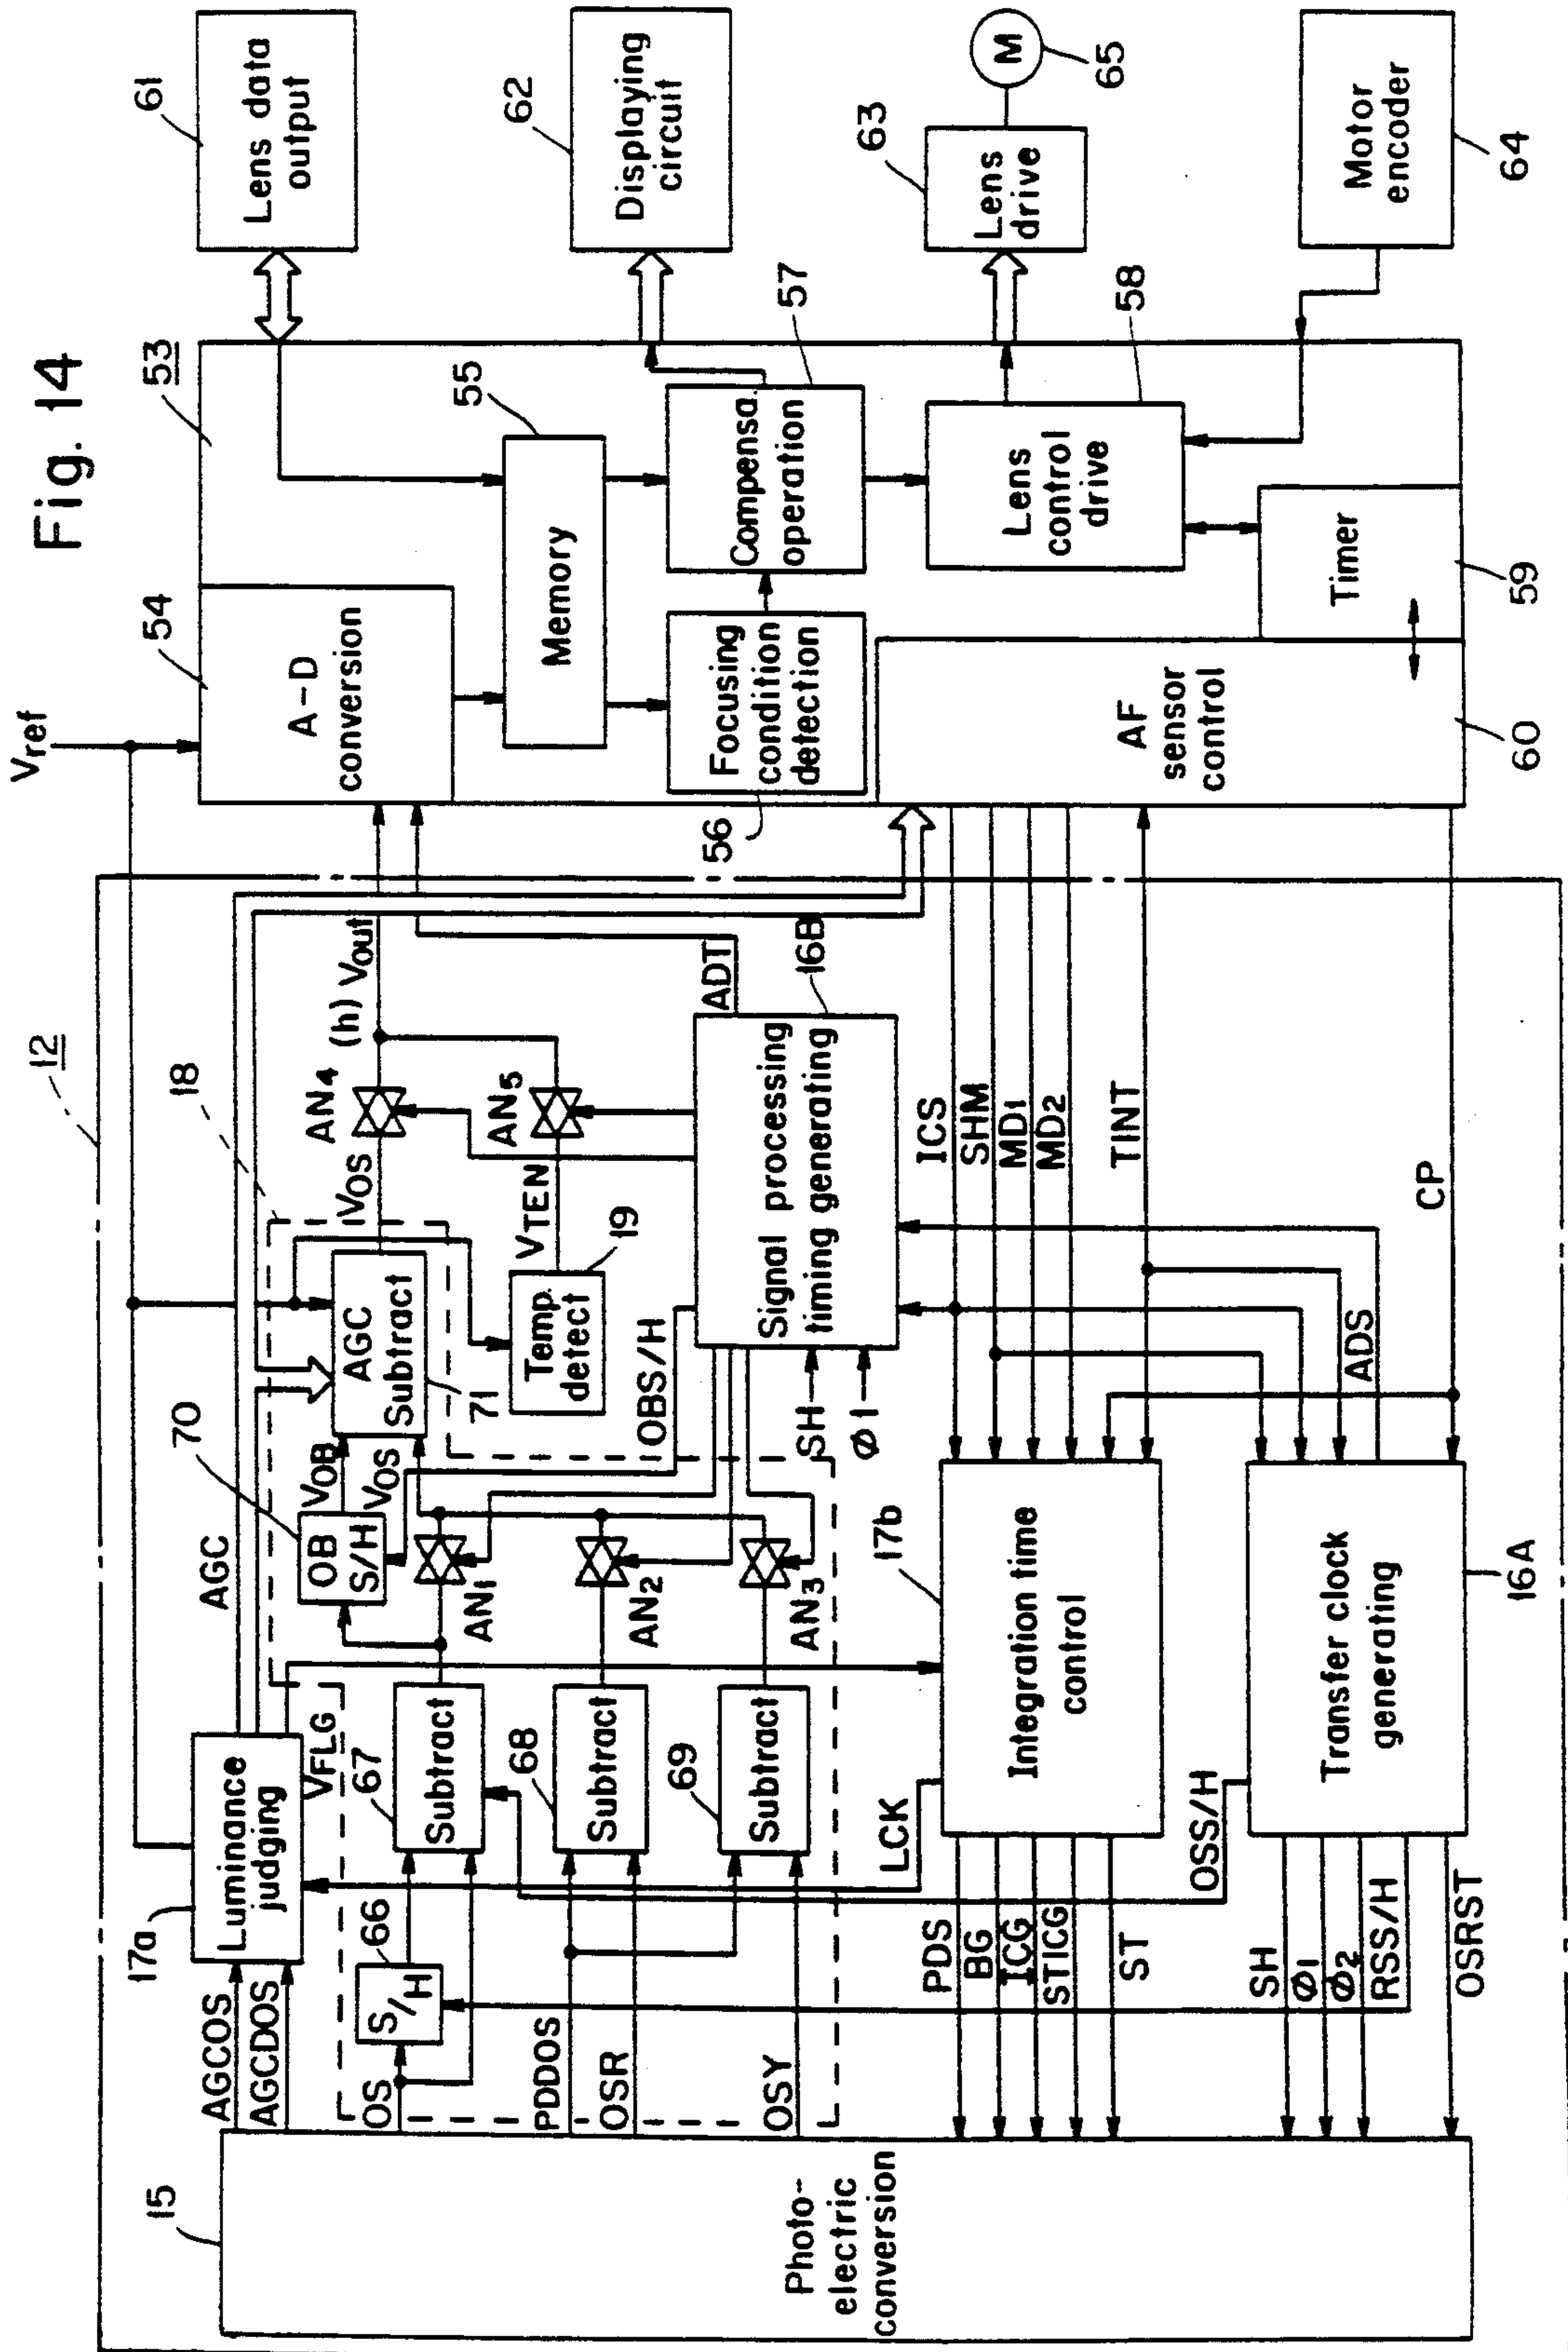 Fig. 14
12
15
Photo-
electric
conversion
AGCOS
AGCDOS
OS
PDDOS
OSR
OSY
PDS
BG
ICG
STICG
ST
SH
Ø1
Ø2
RSS/H
OSRST
17a
Luminance
judging
VFLG
AGC
18
66
S/H
67
Subtract
68
Subtract
69
Subtract
LCK
OSS/H
70
OB
S/H
AN1
AN2
AN3
VOB
VOS
71
AGC
Subtract
VOS
AN4
(h) Vout
Temp.
detect
19
VTEN
AN5
OBS/H
SH
Ø1
Signal processing
timing generating
16B
ADT
17b
Integration time
control
Transfer clock
generating
16A
ADS
ICS
SHM
MD1
MD2
TINT
CP
Vref
53
54
A-D
conversion
55
Memory
56
Focusing
condition
detection
57
Compensa.
operation
58
Lens
control
drive
59
Timer
60
AF
sensor
control
61
Lens data
output
62
Displaying
circuit
63
Lens
drive
M
65
Motor
encoder
64